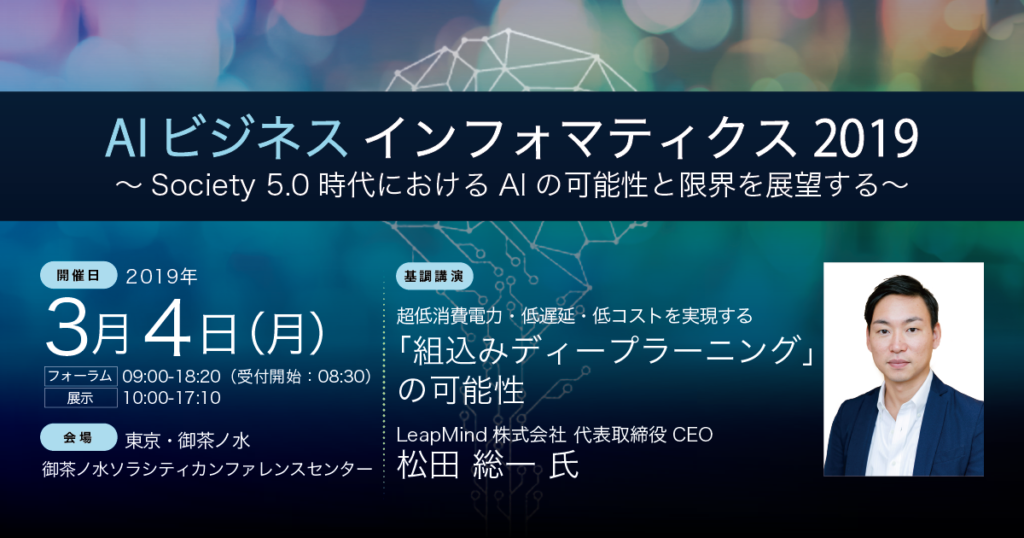 AI ビジネス インフォマティクス 2019
〜 Society 5.0 時代における AI の可能性と限界を展望する〜
開催日 2019年
3月4日(月)
フォーラム 09:00-18:20（受付開始：08:30）
展示 10:00-17:10
会場 東京・御茶ノ水
御茶ノ水ソラシティカンファレンスセンター
基調講演
超低消費電力・低遅延・低コストを実現する
「組込みディープラーニング」
の可能性
LeapMind 株式会社 代表取締役 CEO
松田 総一 氏